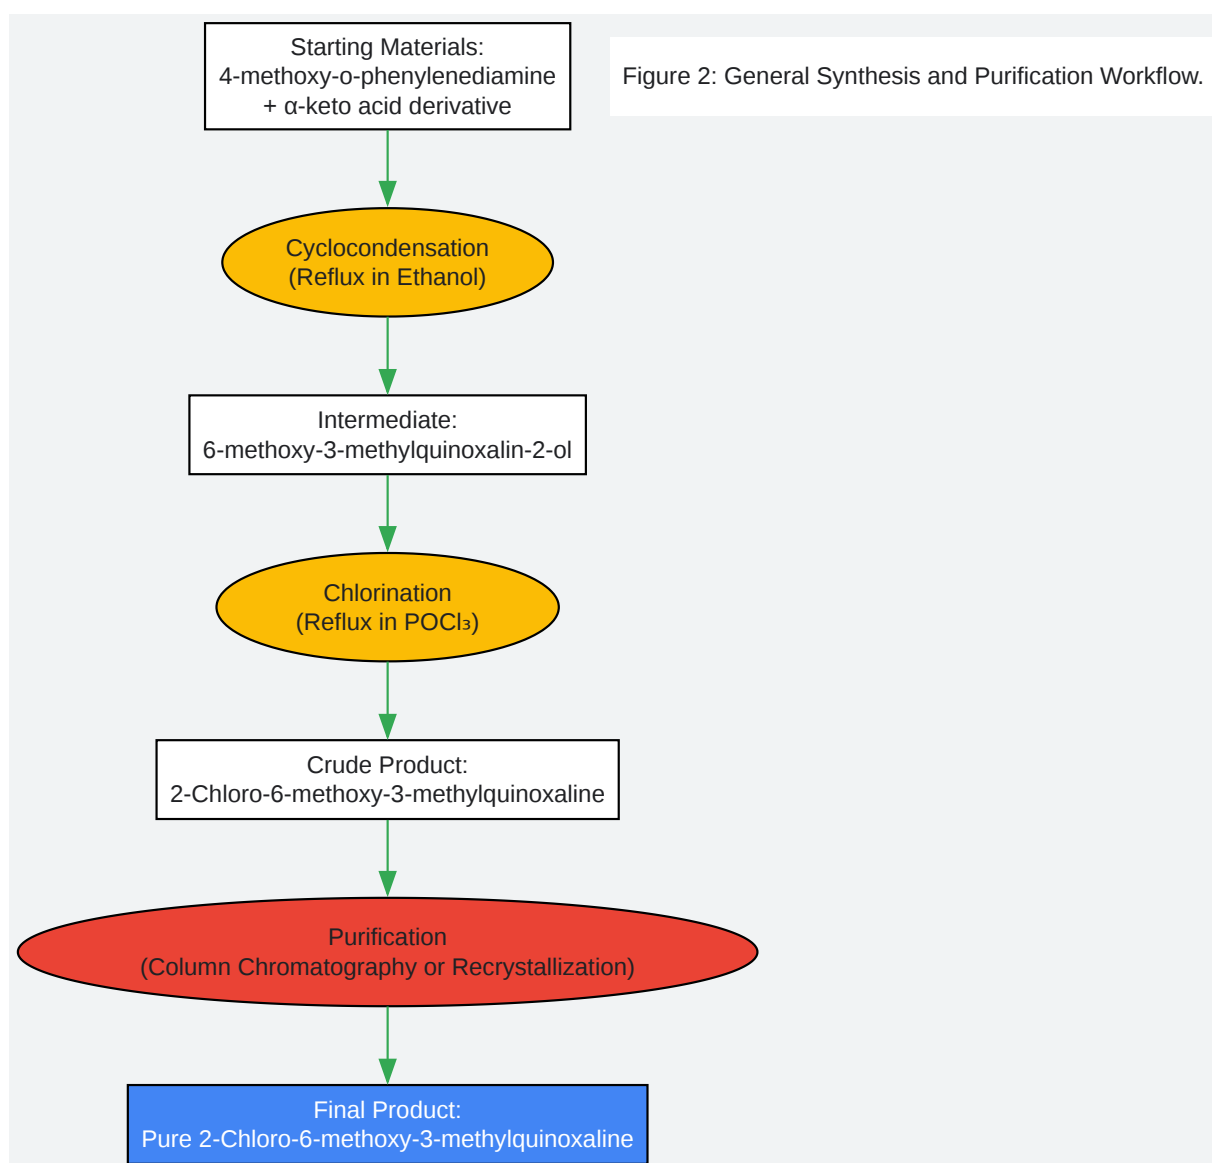 Starting Materials:
4-methoxy-o-phenylenediamine
+ α-keto acid derivative
Figure 2: General Synthesis and Purification Workflow.
Cyclocondensation
(Reflux in Ethanol)
Intermediate:
6-methoxy-3-methylquinoxalin-2-ol
Chlorination
(Reflux in POCl₃)
Crude Product:
2-Chloro-6-methoxy-3-methylquinoxaline
Purification
(Column Chromatography or Recrystallization)
Final Product:
Pure 2-Chloro-6-methoxy-3-methylquinoxaline